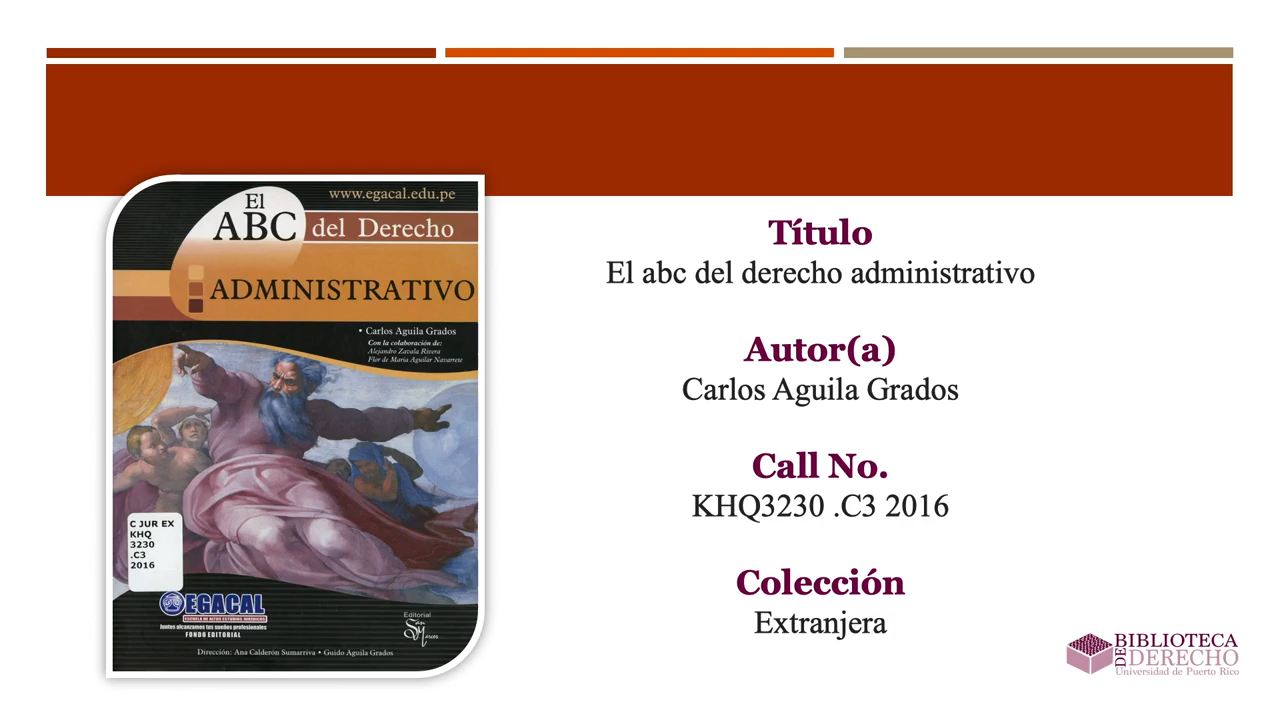 www.egacal.edu.pe
El
ABC del Derecho
ADMINISTRATIVO
• Carlos Aguila Grados
Con la colaboración de:
Alejandro Zavala Rivera
Flor de María Aguilar Navarrete
C JUR EX
KHQ
3230
.C3
2016
EGACAL
ESCUELA DE ALTOS ESTUDIOS JURIDICOS
Juntos alcanzamos tus sueños profesionales
FONDO EDITORIAL
Editorial
San
Marcos
Dirección: Ana Calderón Sumarriva • Guido Aguila Grados
Título
El abc del derecho administrativo
Autor(a)
Carlos Aguila Grados
Call No.
KHQ3230 .C3 2016
Colección
Extranjera
BIBLIOTECA
DE DERECHO
Universidad de Puerto Rico